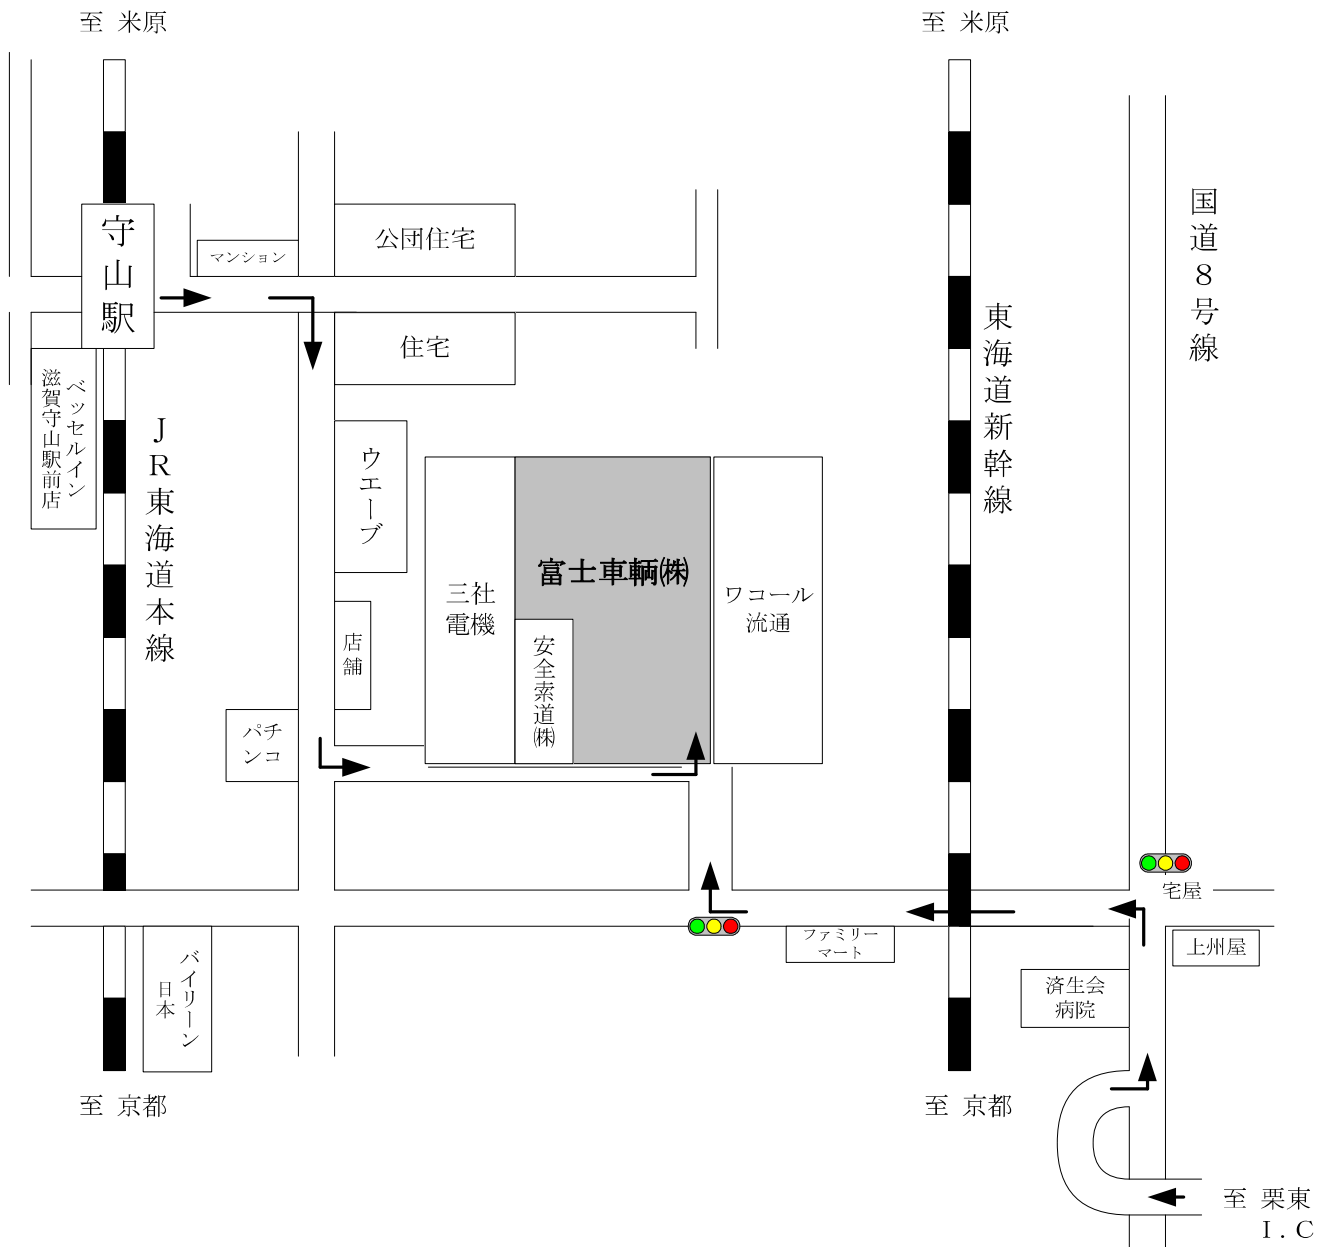 至 米原
至 米原
国道８号線
守山駅
マンション
公団住宅
住宅
東海道新幹線
ベッセルイン
滋賀守山駅前店
ＪＲ東海道本線
ウエーブ
三社
電機
富士車輌㈱
ワコール
流通
店
舗
安全索道㈱
パチ
ンコ
宅屋
ファミリー
マート
上州屋
バイリーン
日本
済生会
病院
至 京都
至 京都
至 栗東
Ｉ.Ｃ